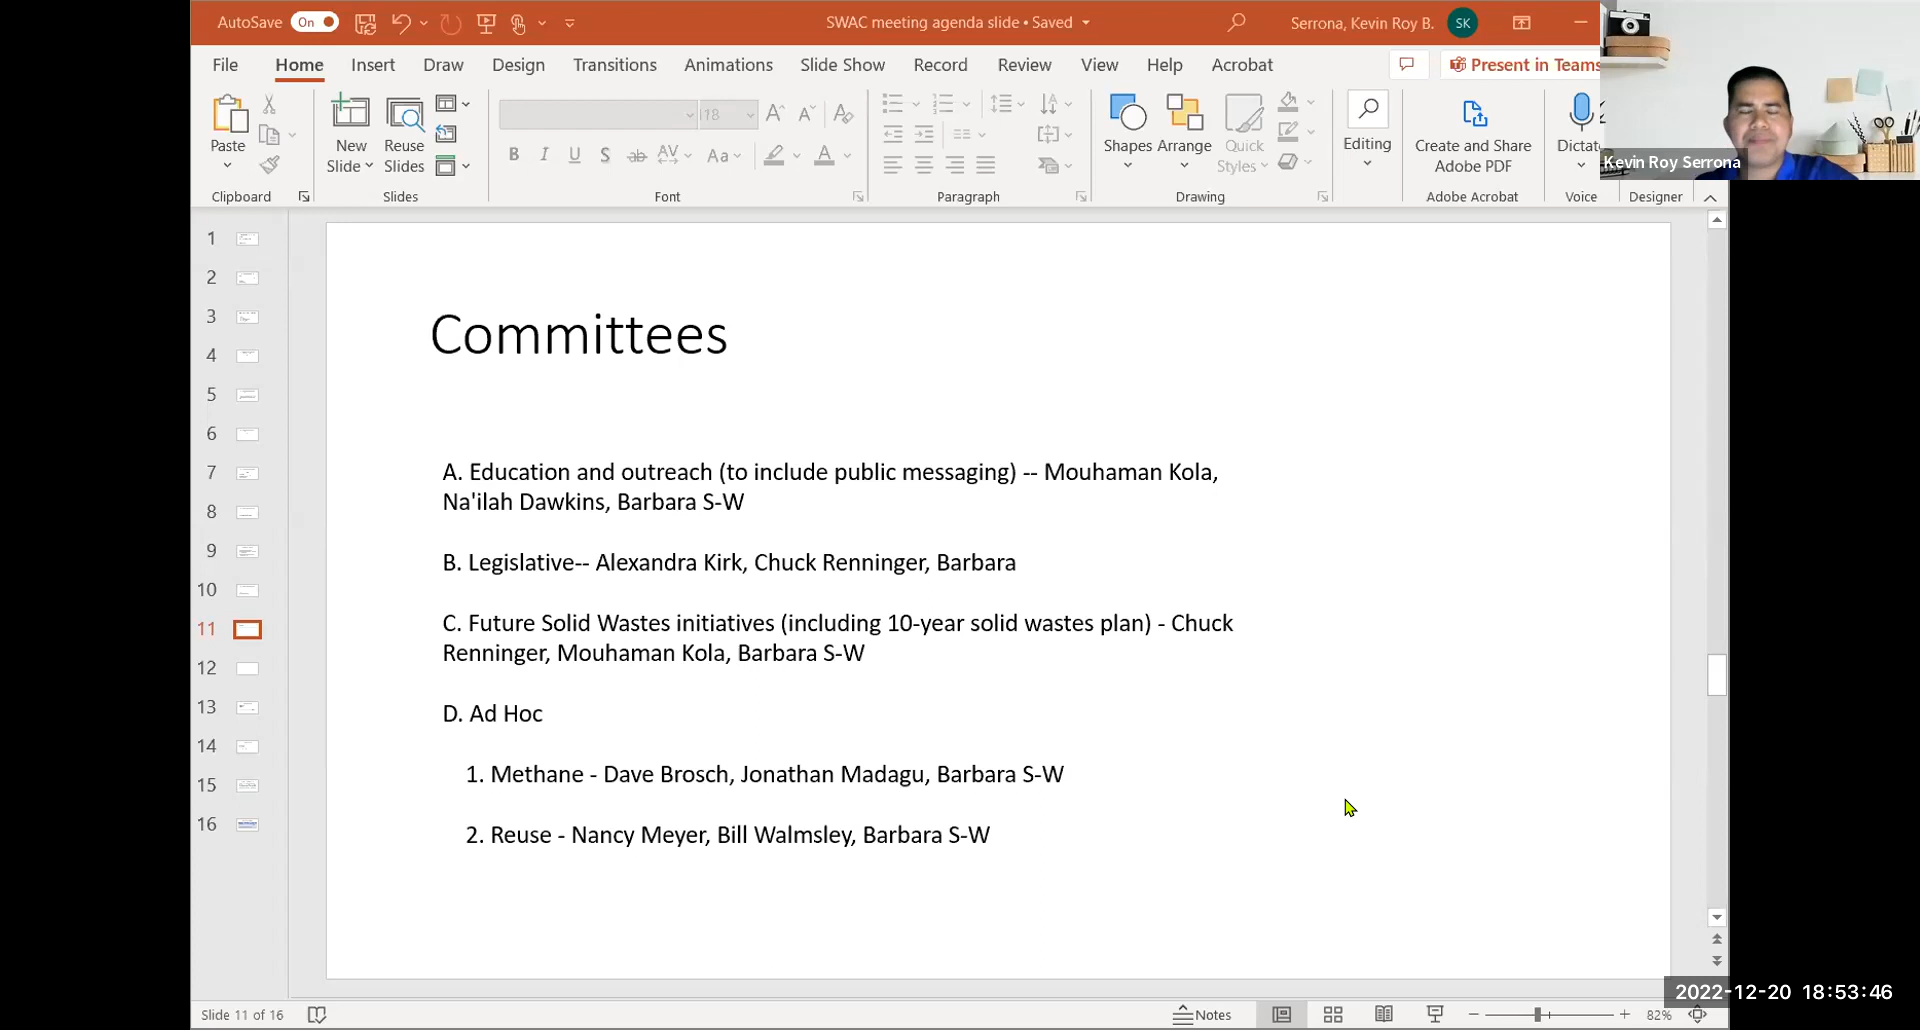 AutoSave On
SWAC meeting agenda slide • Saved
Serrona, Kevin Roy B. SK
File Home Insert Draw Design Transitions Animations Slide Show Record Review View Help Acrobat Present in Teams
Paste
New Slide
Reuse Slides
18
B I U S ab AV Aa A
Shapes Arrange Quick Styles
Editing
Create and Share Adobe PDF
Dictat
Kevin Roy Serrona
Clipboard Slides Font Paragraph Drawing Adobe Acrobat Voice Designer
1
2
3
4
5
6
7
8
9
10
11
12
13
14
15
16
Committees
A. Education and outreach (to include public messaging) -- Mouhaman Kola,
Na'ilah Dawkins, Barbara S-W
B. Legislative-- Alexandra Kirk, Chuck Renninger, Barbara
C. Future Solid Wastes initiatives (including 10-year solid wastes plan) - Chuck
Renninger, Mouhaman Kola, Barbara S-W
D. Ad Hoc
1. Methane - Dave Brosch, Jonathan Madagu, Barbara S-W
2. Reuse - Nancy Meyer, Bill Walmsley, Barbara S-W
2022-12-20 18:53:46
Slide 11 of 16
Notes
82%